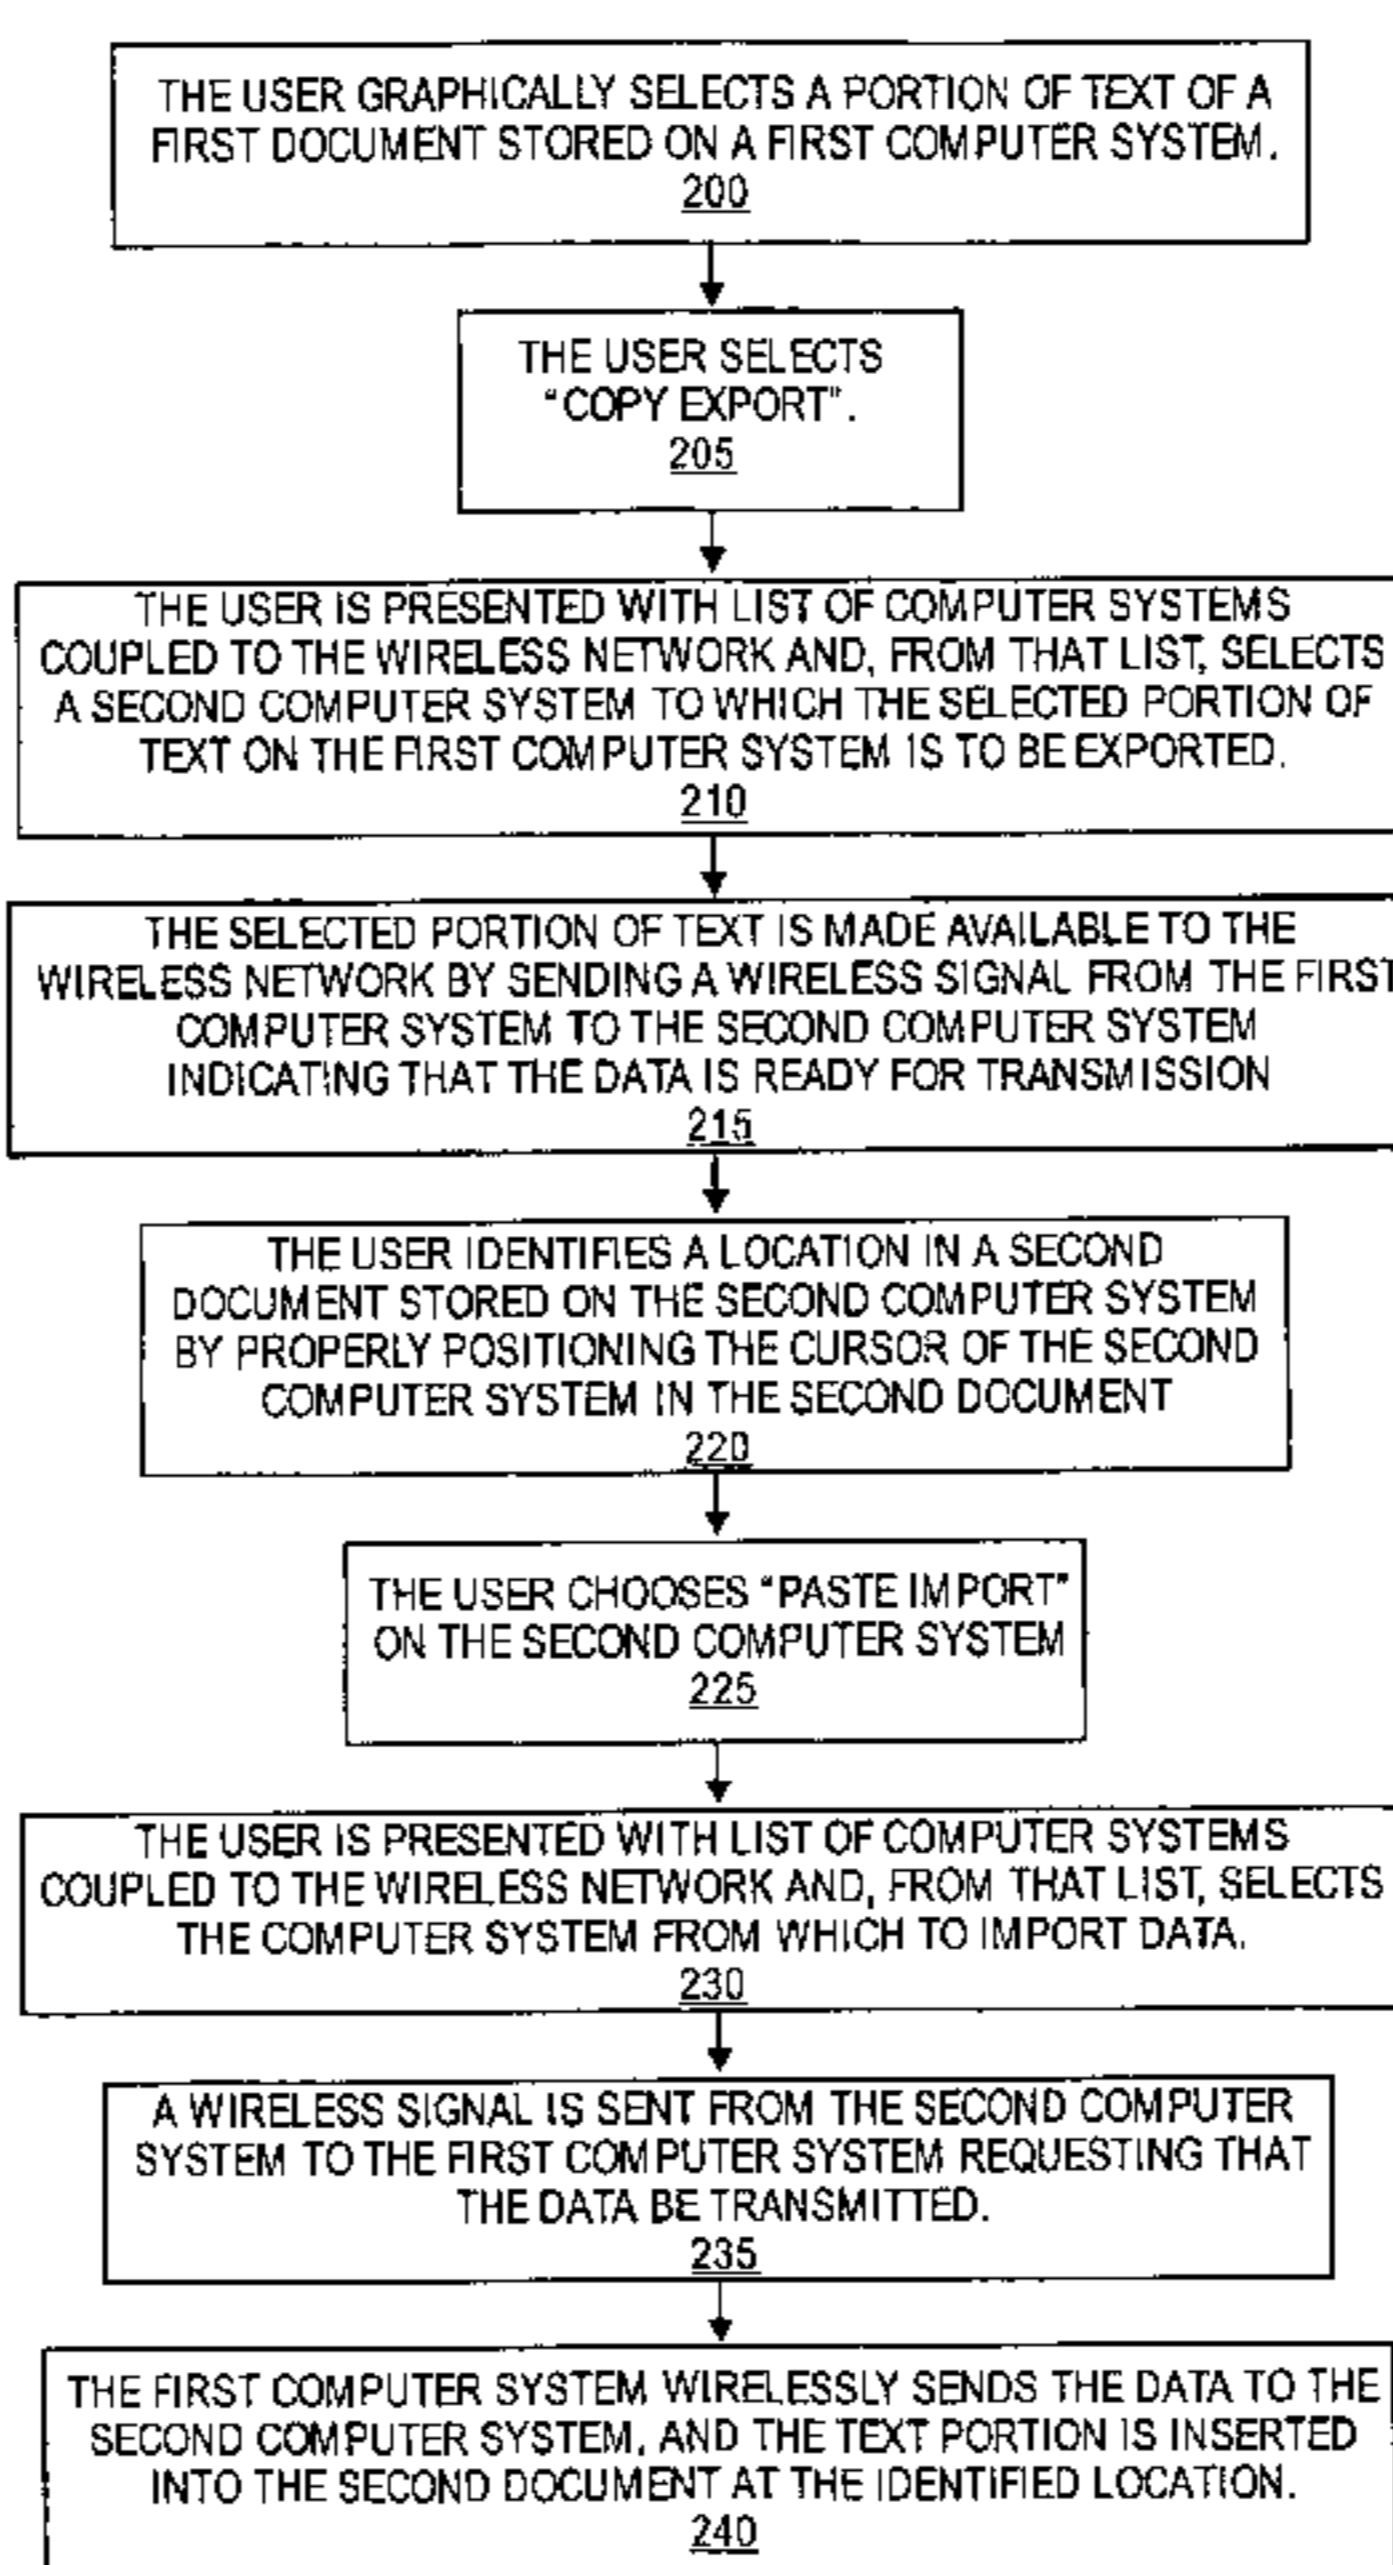 THE USER GRAPHICALLY SELECTS A PORTION OF TEXT OF A
FIRST DOCUMENT STORED ON A FIRST COMPUTER SYSTEM.
200
THE USER SELECTS
"COPY EXPORT".
205
THE USER IS PRESENTED WITH LIST OF COMPUTER SYSTEMS
COUPLED TO THE WIRELESS NETWORK AND, FROM THAT LIST, SELECTS
A SECOND COMPUTER SYSTEM TO WHICH THE SELECTED PORTION OF
TEXT ON THE FIRST COMPUTER SYSTEM IS TO BE EXPORTED.
210
THE SELECTED PORTION OF TEXT IS MADE AVAILABLE TO THE
WIRELESS NETWORK BY SENDING A WIRELESS SIGNAL FROM THE FIRST
COMPUTER SYSTEM TO THE SECOND COMPUTER SYSTEM
INDICATING THAT THE DATA IS READY FOR TRANSMISSION
215
THE USER IDENTIFIES A LOCATION IN A SECOND
DOCUMENT STORED ON THE SECOND COMPUTER SYSTEM
BY PROPERLY POSITIONING THE CURSOR OF THE SECOND
COMPUTER SYSTEM IN THE SECOND DOCUMENT
220
THE USER CHOOSES "PASTE IMPORT"
ON THE SECOND COMPUTER SYSTEM
225
THE USER IS PRESENTED WITH LIST OF COMPUTER SYSTEMS
COUPLED TO THE WIRELESS NETWORK AND, FROM THAT LIST, SELECTS
THE COMPUTER SYSTEM FROM WHICH TO IMPORT DATA.
230
A WIRELESS SIGNAL IS SENT FROM THE SECOND COMPUTER
SYSTEM TO THE FIRST COMPUTER SYSTEM REQUESTING THAT
THE DATA BE TRANSMITTED.
235
THE FIRST COMPUTER SYSTEM WIRELESSLY SENDS THE DATA TO THE
SECOND COMPUTER SYSTEM, AND THE TEXT PORTION IS INSERTED
INTO THE SECOND DOCUMENT AT THE IDENTIFIED LOCATION.
240